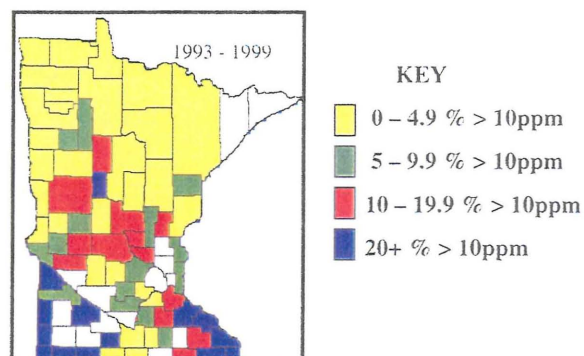 1993 - 1999
KEY
0 – 4.9 % > 10ppm
5 – 9.9 % > 10ppm
10 – 19.9 % > 10ppm
20+ % > 10ppm